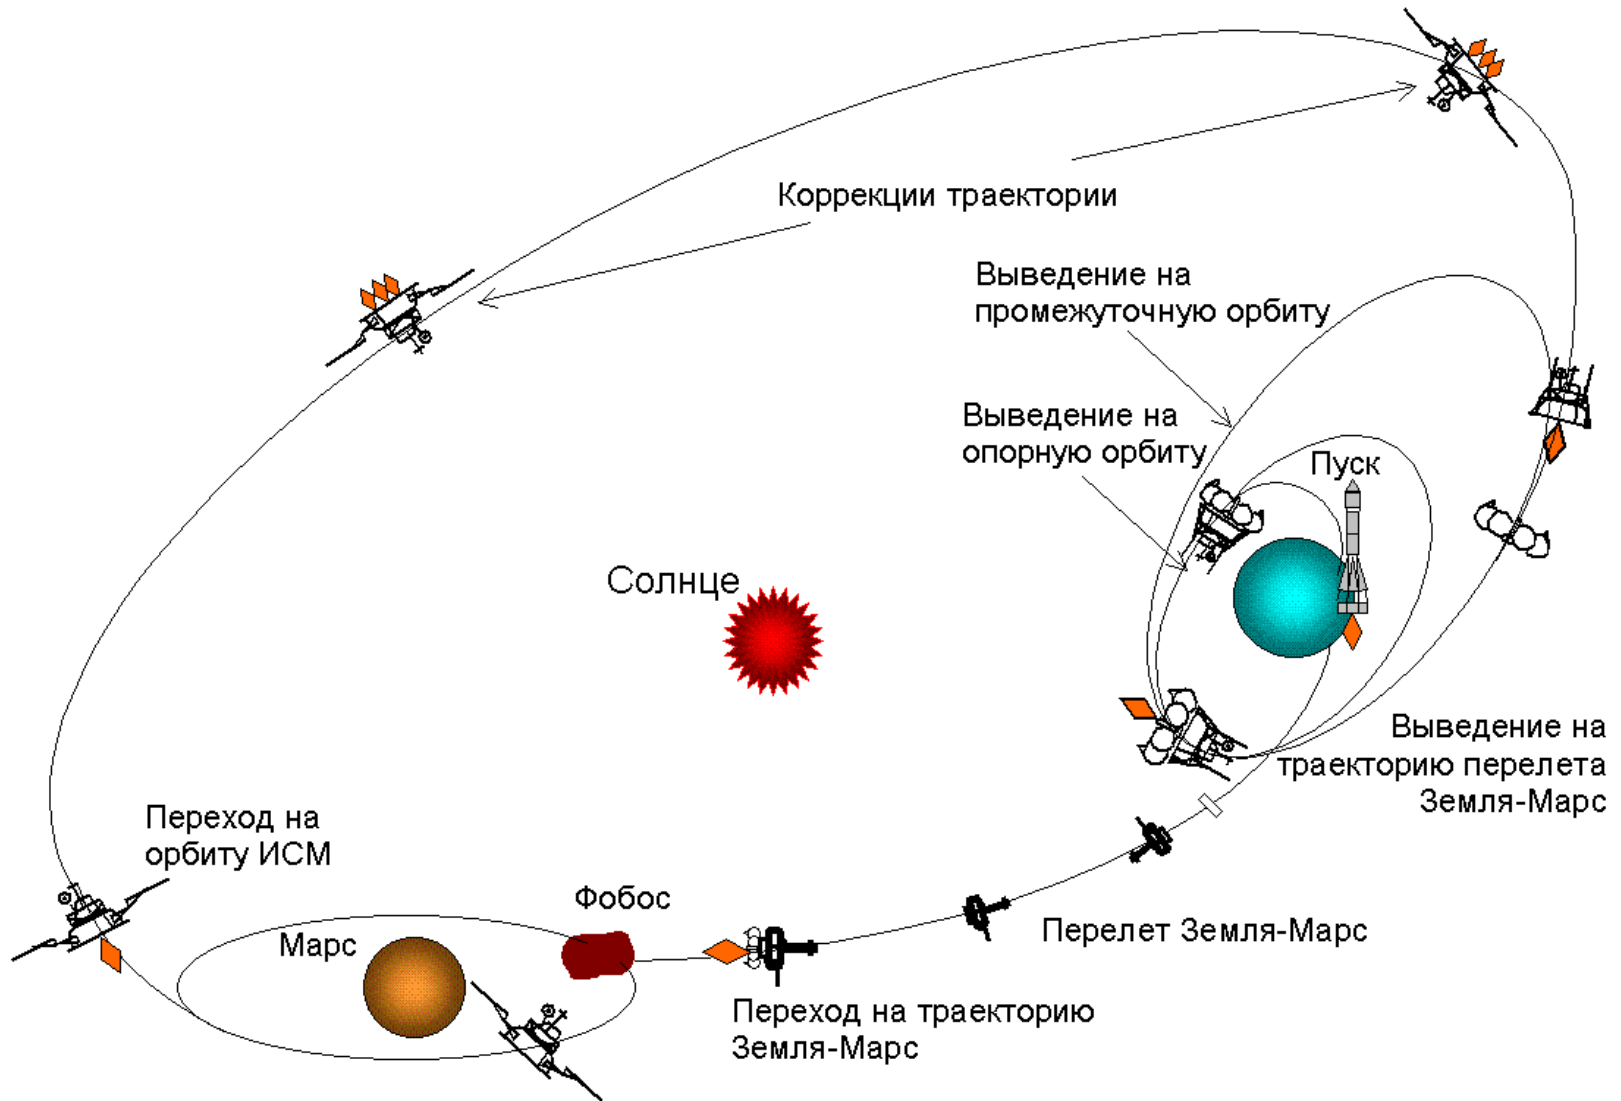 Коррекции траектории
Выведение на
промежуточную орбиту
Выведение на
опорную орбиту
Пуск
Солнце
Выведение на
траекторию перелета
Земля-Марс
Переход на
орбиту ИСМ
Фобос
Марс
Перелет Земля-Марс
Переход на траекторию
Земля-Марс